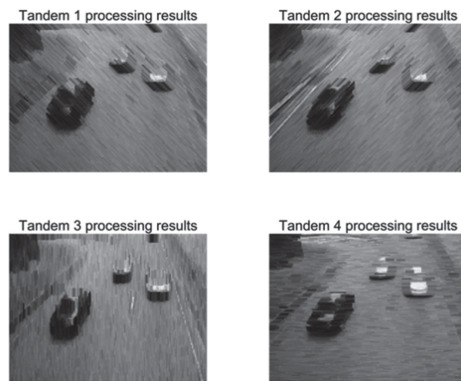 Tandem 1 processing results
Tandem 2 processing results
Tandem 3 processing results
Tandem 4 processing results